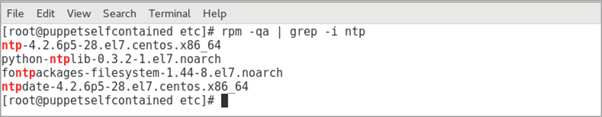 File Edit View Search Terminal Help
[root@puppetselfcontained etc]# rpm -qa | grep -i ntp
ntp-4.2.6p5-28.el7.centos.x86_64
python-ntplib-0.3.2-1.el7.noarch
fontpackages-filesystem-1.44-8.el7.noarch
ntpdate-4.2.6p5-28.el7.centos.x86_64
[root@puppetselfcontained etc]#